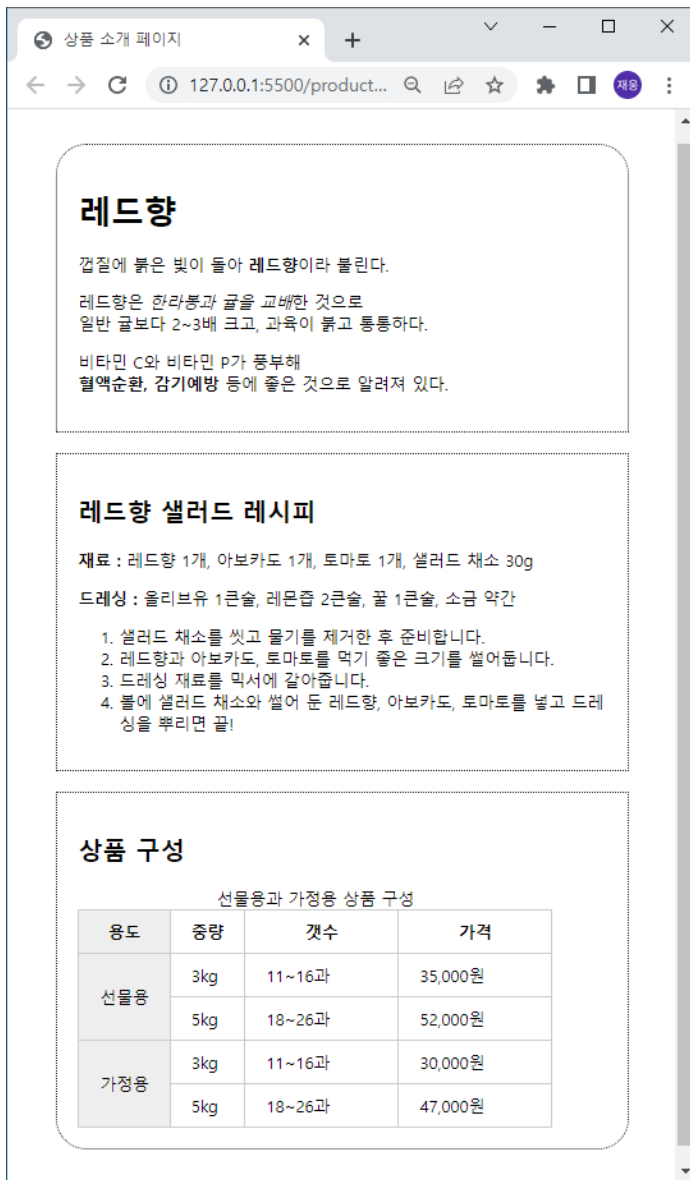 상품 소개 페이지
127.0.0.1:5500/product...
재웅
레드향
껍질에 붉은 빛이 돌아 레드향이라 불린다.
레드향은 한라봉과 귤을 교배한 것으로
일반 귤보다 2~3배 크고, 과육이 붉고 통통하다.
비타민 C와 비타민 P가 풍부해
혈액순환, 감기예방 등에 좋은 것으로 알려져 있다.
레드향 샐러드 레시피
재료 : 레드향 1개, 아보카도 1개, 토마토 1개, 샐러드 채소 30g
드레싱 : 올리브유 1큰술, 레몬즙 2큰술, 꿀 1큰술, 소금 약간
1. 샐러드 채소를 씻고 물기를 제거한 후 준비합니다.
2. 레드향과 아보카도, 토마토를 먹기 좋은 크기를 썰어둡니다.
3. 드레싱 재료를 믹서에 갈아줍니다.
4. 볼에 샐러드 채소와 썰어 둔 레드향, 아보카도, 토마토를 넣고 드레
싱을 뿌리면 끝!
상품 구성
선물용과 가정용 상품 구성
용도 중량 갯수 가격
선물용 3kg 11~16과 35,000원
5kg 18~26과 52,000원
가정용 3kg 11~16과 30,000원
5kg 18~26과 47,000원